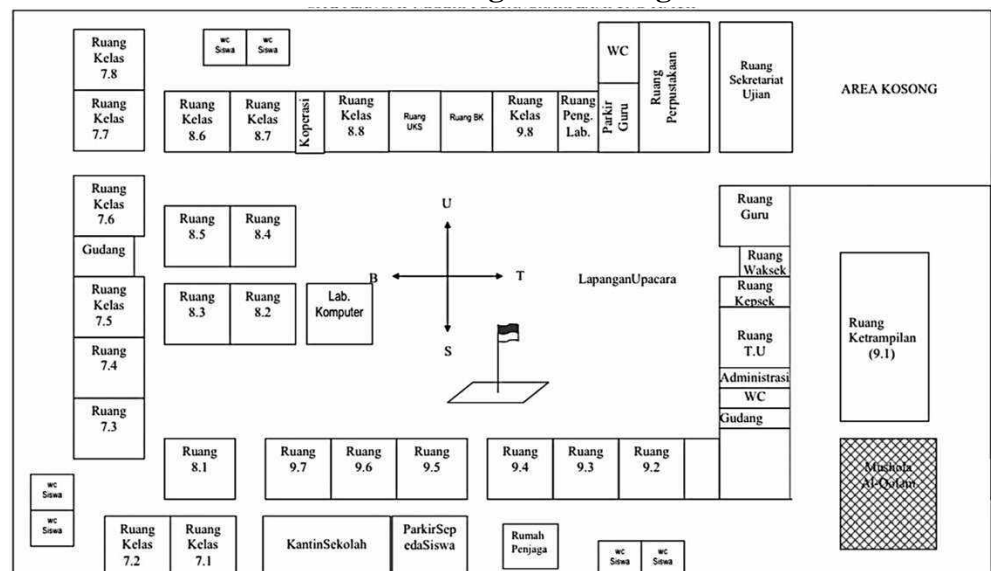 Ruang
Kelas
7.8
wc
Siswa
wc
Siswa
WC
Ruang
Perpustakaan
Ruang
Sekretariat
Ujian
AREA KOSONG
Ruang
Kelas
7.7
Ruang
Kelas
8.6
Ruang
Kelas
8.7
Koperasi
Ruang
Kelas
8.8
Ruang
UKS
Ruang BK
Ruang
Kelas
9.8
Ruang
Peng.
Lab.
Parkir
Guru
Ruang
Kelas
7.6
Gudang
Ruang
8.5
Ruang
8.4
U
B
T
S
LapanganUpacara
Ruang
Guru
Ruang
Waksek
Ruang
Kepsek
Ruang
T.U
Administrasi
WC
Gudang
Ruang
Ketrampilan
(9.1)
Ruang
Kelas
7.5
Ruang
8.3
Ruang
8.2
Lab.
Komputer
Ruang
7.4
Ruang
7.3
Ruang
8.1
Ruang
9.7
Ruang
9.6
Ruang
9.5
Ruang
9.4
Ruang
9.3
Ruang
9.2
Mushola
Al-Qolam
wc
Siswa
wc
Siswa
Ruang
Kelas
7.2
Ruang
Kelas
7.1
KantinSekolah
ParkirSep
edaSiswa
Rumah
Penjaga
wc
Siswa
wc
Siswa